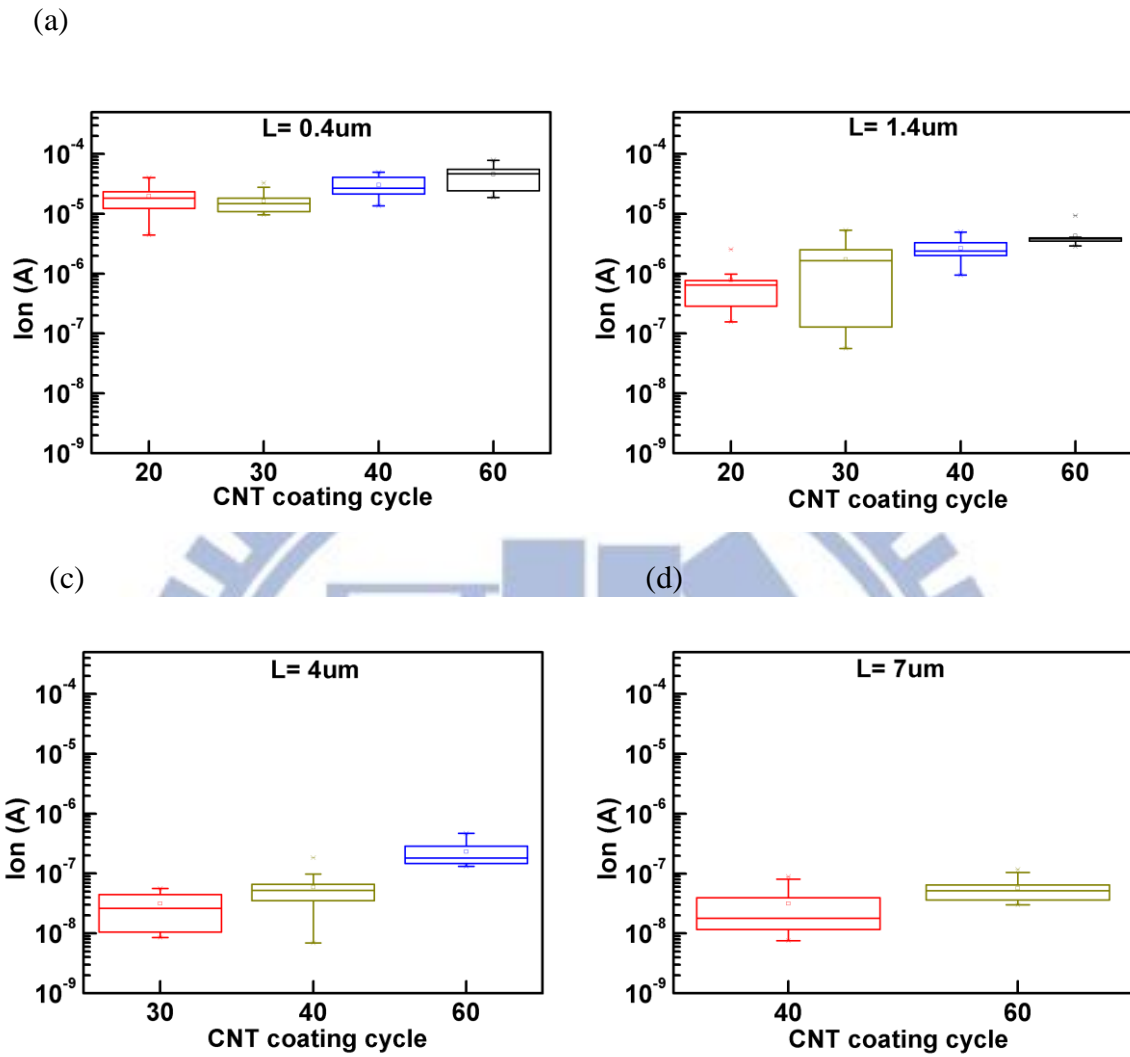 (a)
L= 0.4um
Ion (A)
10⁻⁴
10⁻⁵
10⁻⁶
10⁻⁷
10⁻⁸
10⁻⁹
20 30 40 60
CNT coating cycle
L= 1.4um
Ion (A)
10⁻⁴
10⁻⁵
10⁻⁶
10⁻⁷
10⁻⁸
10⁻⁹
20 30 40 60
CNT coating cycle
(c)
(d)
L= 4um
Ion (A)
10⁻⁴
10⁻⁵
10⁻⁶
10⁻⁷
10⁻⁸
10⁻⁹
30 40 60
CNT coating cycle
L= 7um
Ion (A)
10⁻⁴
10⁻⁵
10⁻⁶
10⁻⁷
10⁻⁸
10⁻⁹
40 60
CNT coating cycle